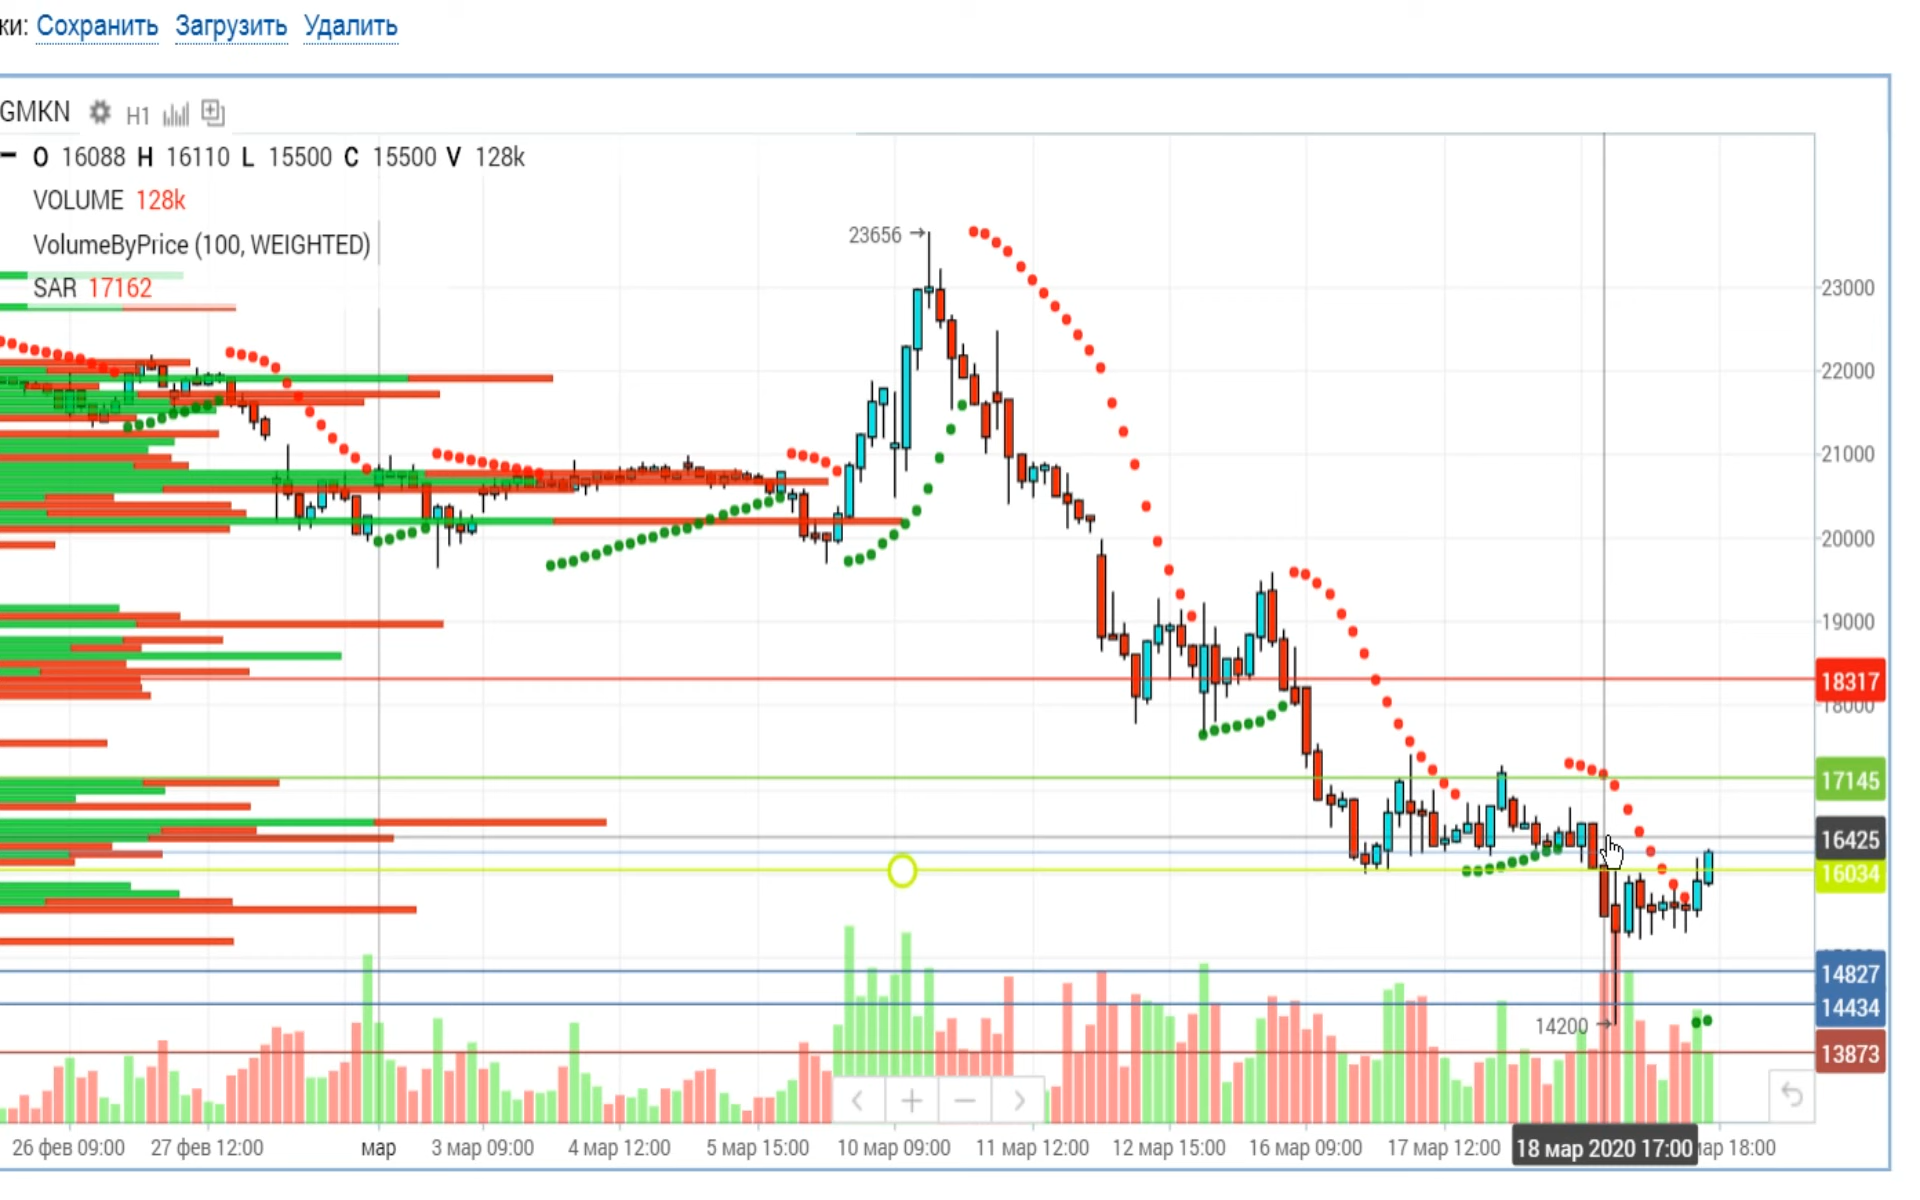 ки: Сохранить Загрузить Удалить
GMKN H1
O 16088 H 16110 L 15500 C 15500 V 128k
VOLUME 128k
VolumeByPrice (100, WEIGHTED)
SAR 17162
23656
23000
22000
21000
20000
19000
18317
18000
17145
16425
16034
14827
14434
14200
13873
26 фев 09:00 27 фев 12:00 мар 3 мар 09:00 4 мар 12:00 5 мар 15:00 10 мар 09:00 11 мар 12:00 12 мар 15:00 16 мар 09:00 17 мар 12:00 18 мар 2020 17:00 мар 18:00